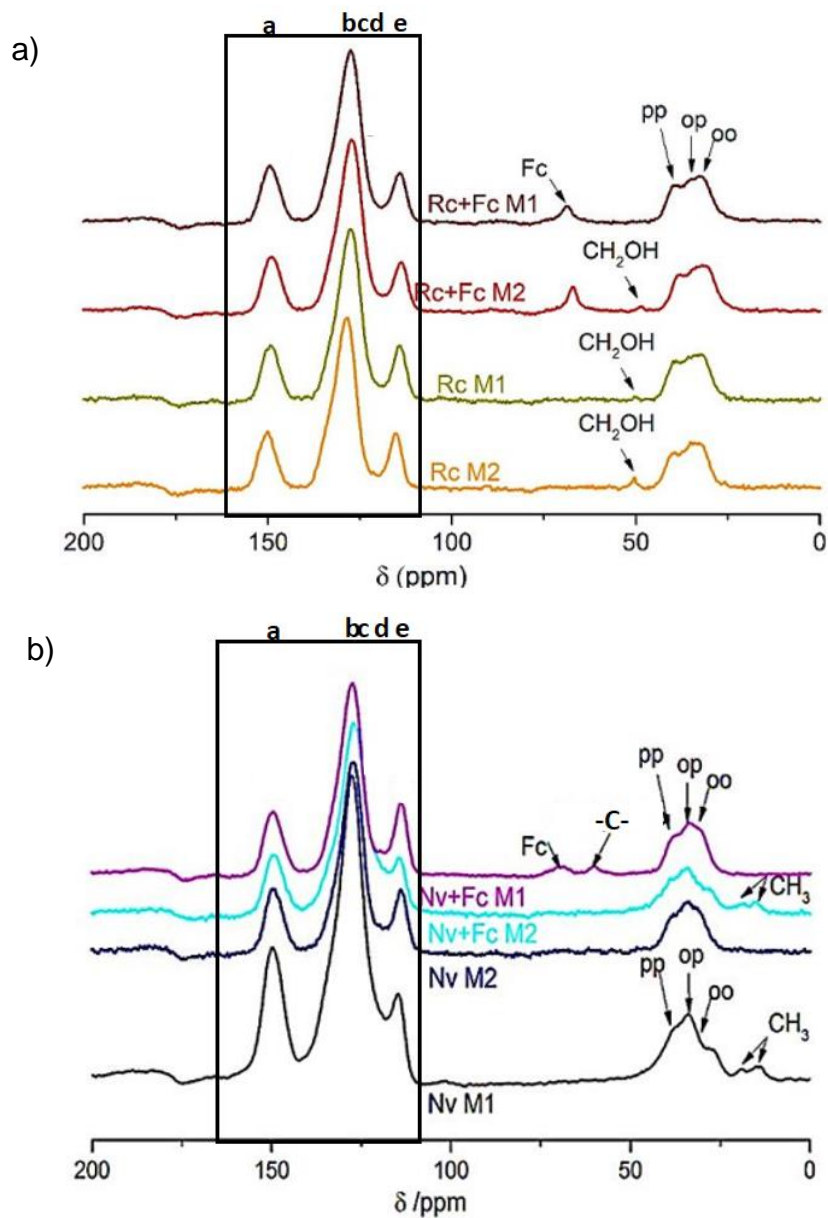 a)
a bcd e
pp op oo
Fc
Rc+Fc M1
CH₂OH
Rc+Fc M2
CH₂OH
Rc M1
CH₂OH
Rc M2
200 150 100 50 0
δ (ppm)
b)
a bc d e
pp op oo
-C-
Fc
Nv+Fc M1
CH₃
Nv+Fc M2
Nv M2
pp op oo
CH₃
Nv M1
200 150 100 50 0
δ /ppm